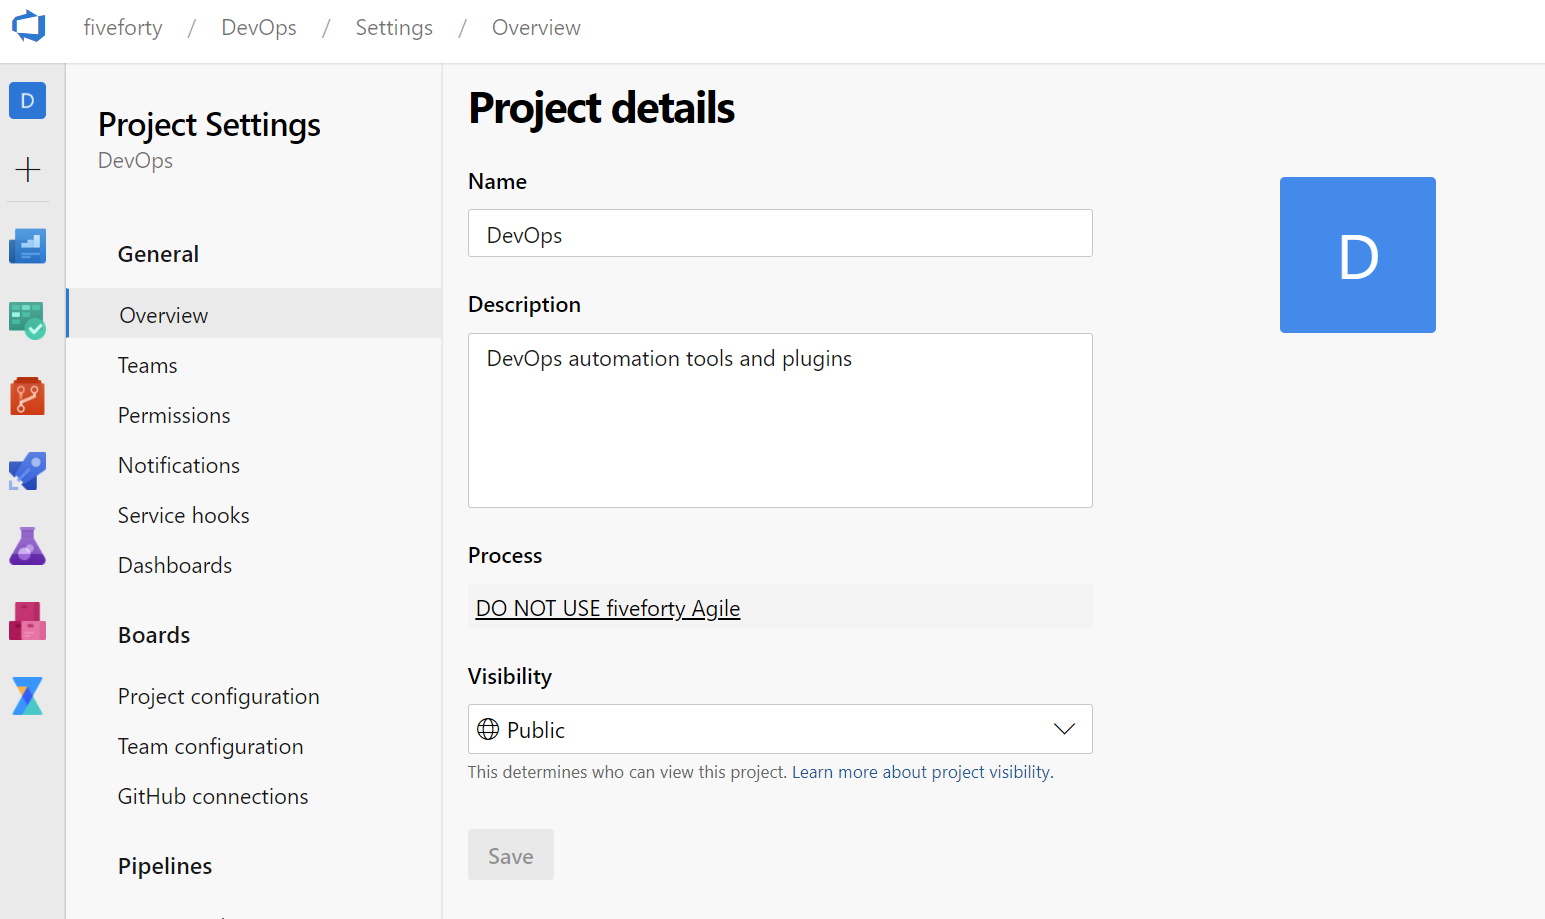 fiveforty / DevOps / Settings / Overview
D
Project Settings
DevOps
General
Overview
Teams
Permissions
Notifications
Service hooks
Dashboards
Boards
Project configuration
Team configuration
GitHub connections
Pipelines
Project details
Name
DevOps
D
Description
DevOps automation tools and plugins
Process
DO NOT USE fiveforty Agile
Visibility
Public
This determines who can view this project. Learn more about project visibility.
Save